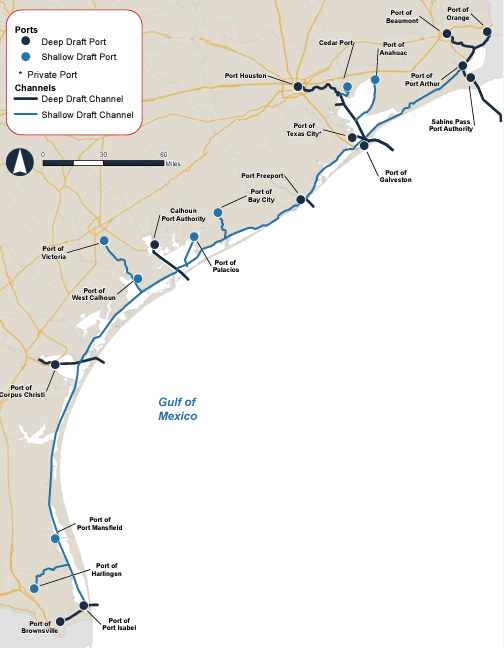 Ports
Deep Draft Port
Shallow Draft Port
* Private Port
Channels
Deep Draft Channel
Shallow Draft Channel
0 30 60
Miles
Port of
Beaumont
Port of
Orange
Cedar Port
Port of
Anahuac
Port Houston
Port of
Port Arthur
Sabine Pass
Port Authority
Port of
Texas City*
Port of
Galveston
Port Freeport
Port of
Bay City
Calhoun
Port Authority
Port of
Victoria
Port of
Palacios
Port of
West Calhoun
Port of
Corpus Christi
Gulf of
Mexico
Port of
Port Mansfield
Port of
Harlingen
Port of
Brownsville
Port of
Port Isabel